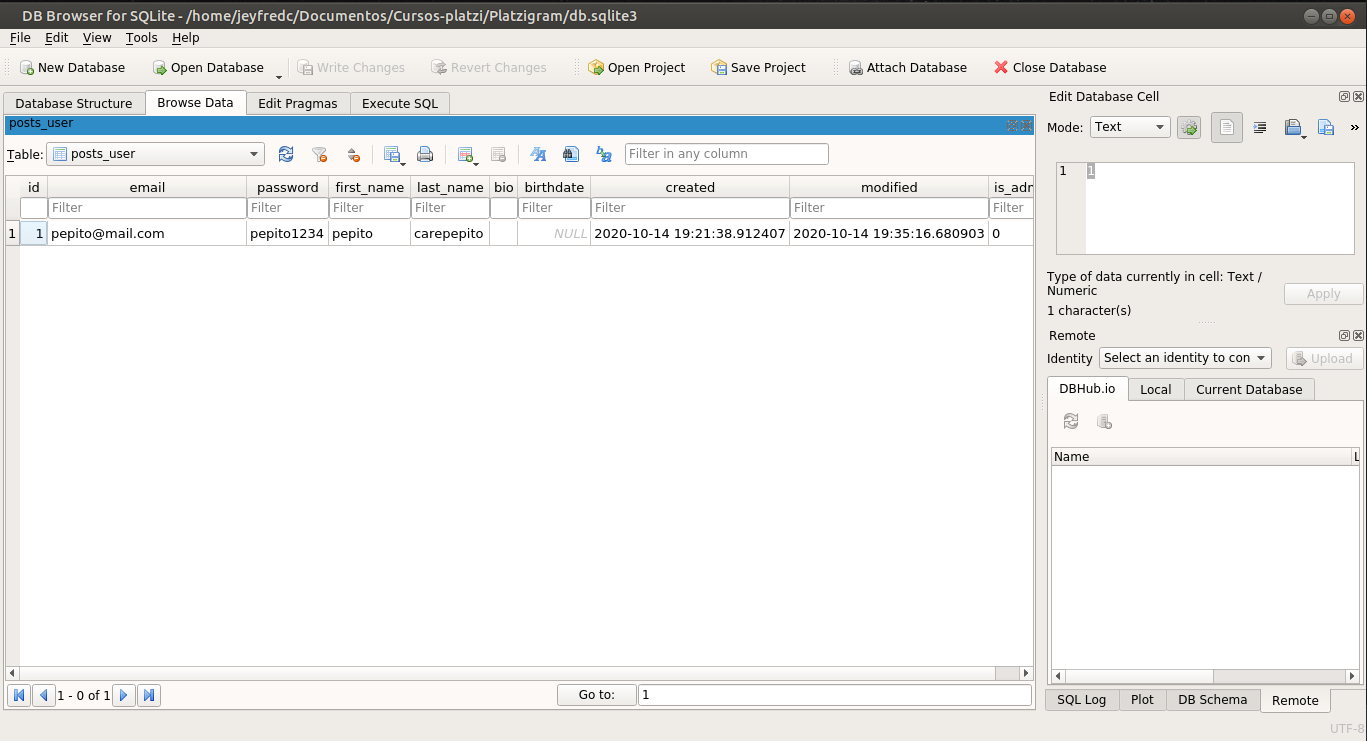 DB Browser for SQLite - /home/jeyfredc/Documentos/Cursos-platzi/Platzigram/db.sqlite3
File Edit View Tools Help
New Database Open Database Write Changes Revert Changes Open Project Save Project Attach Database Close Database
Database Structure Browse Data Edit Pragmas Execute SQL
posts_user
Table: posts_user Filter in any column
id email password first_name last_name bio birthdate created modified is_adr
Filter Filter Filter Filter Filter Filter Filter Filter
1 1 pepito@mail.com pepito1234 pepito carepepito NULL 2020-10-14 19:21:38.912407 2020-10-14 19:35:16.680903 0
1 - 0 of 1 Go to: 1
Edit Database Cell
Mode: Text »
1 1
Type of data currently in cell: Text /
Numeric
Apply
1 character(s)
Remote
Identity Select an identity to con Upload
DBHub.io Local Current Database
Name L
SQL Log Plot DB Schema Remote
UTF-8